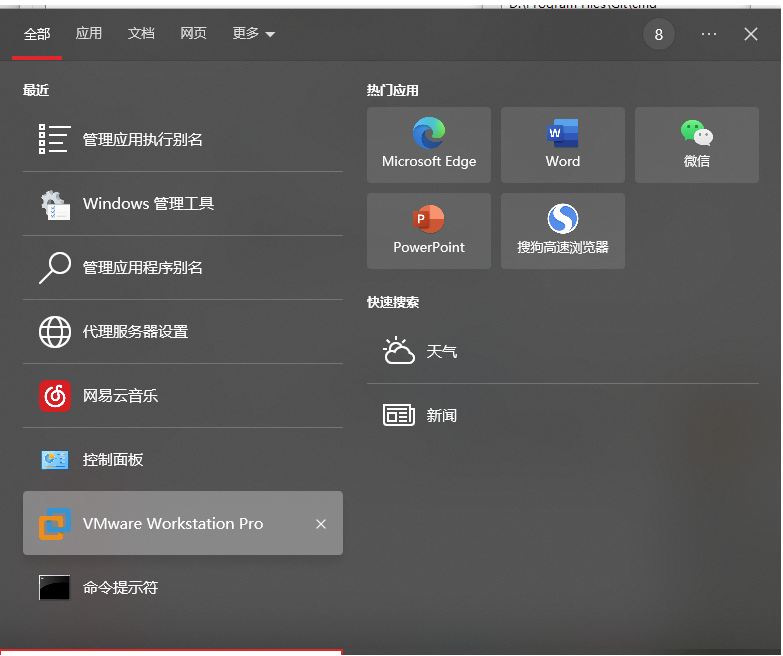 D:\Program Files\Git\cmd
全部
应用
文档
网页
更多
8
最近
管理应用执行别名
Windows 管理工具
管理应用程序别名
代理服务器设置
网易云音乐
控制面板
VMware Workstation Pro
命令提示符
热门应用
Microsoft Edge
Word
微信
PowerPoint
搜狗高速浏览器
快速搜索
天气
新闻